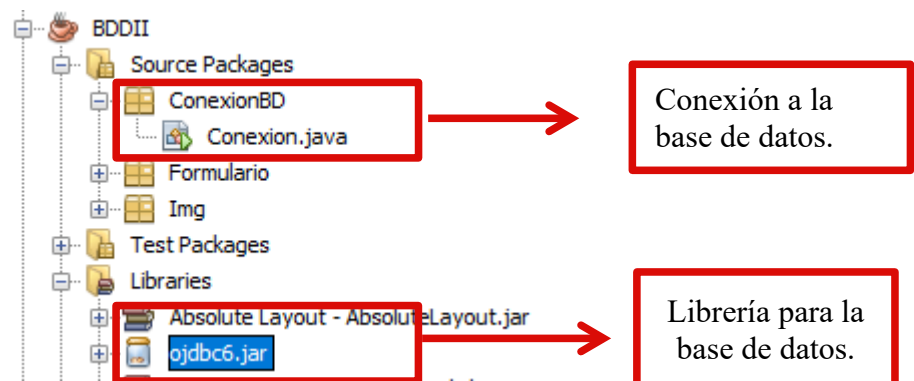 BDDII
Source Packages
ConexionBD
Conexion.java
Formulario
Img
Test Packages
Libraries
Absolute Layout - AbsoluteLayout.jar
ojdbc6.jar
Conexión a la
base de datos.
Librería para la
base de datos.